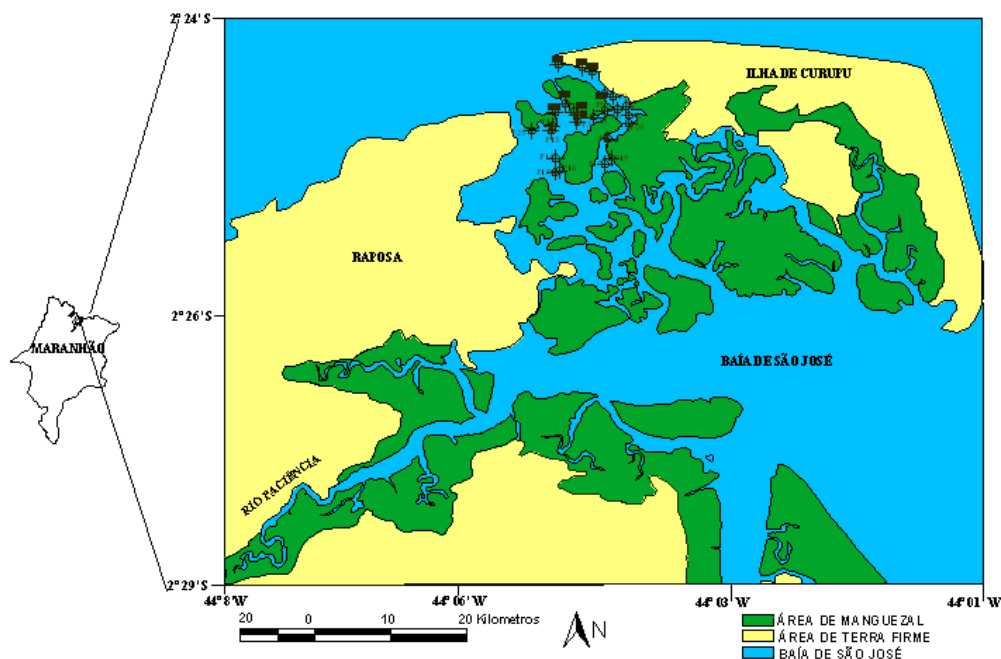 2° 24' S
ILHA DE CURUPU
RAPOSA
2° 26' S
MARANHÃO
BAÍA DE SÃO JOSÉ
RIO PACIÊNCIA
2° 29' S
44° 8' W
44° 06' W
44° 03' W
44° 01' W
20 0 10 20 Kilometros
N
ÁREA DE MANGUEZAL
ÁREA DE TERRA FIRME
BAÍA DE SÃO JOSÉ